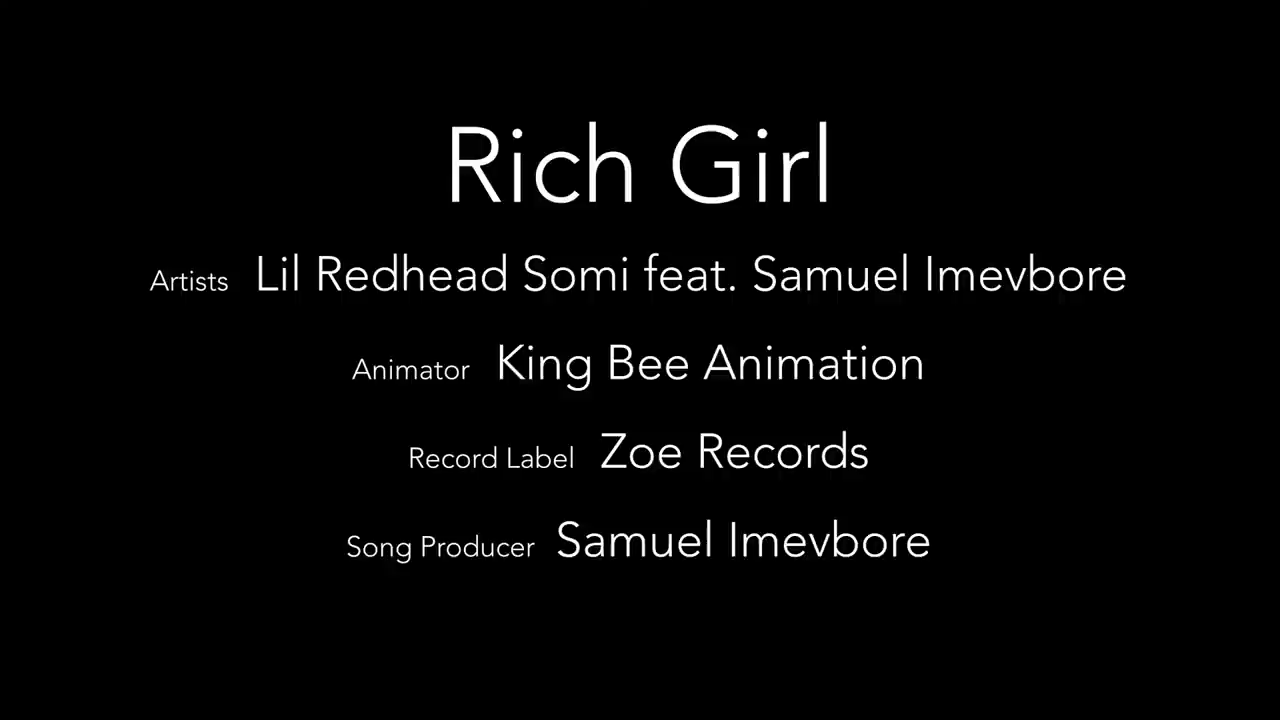 Rich Girl
Artists Lil Redhead Somi feat. Samuel Imevbore
Animator King Bee Animation
Record Label Zoe Records
Song Producer Samuel Imevbore